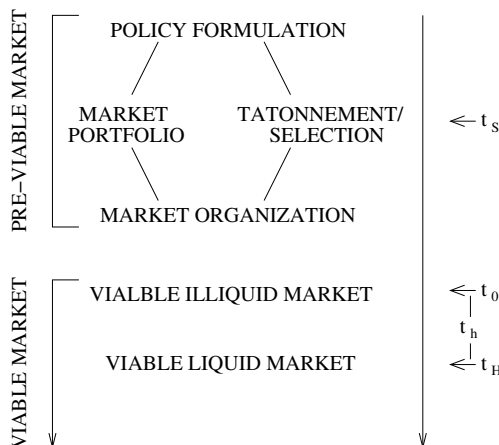 PRE-VIABLE MARKET
POLICY FORMULATION
MARKET
PORTFOLIO
TATONNEMENT/
SELECTION
t S
MARKET ORGANIZATION
VIABLE MARKET
VIALBLE ILLIQUID MARKET
t 0
t h
VIABLE LIQUID MARKET
t H